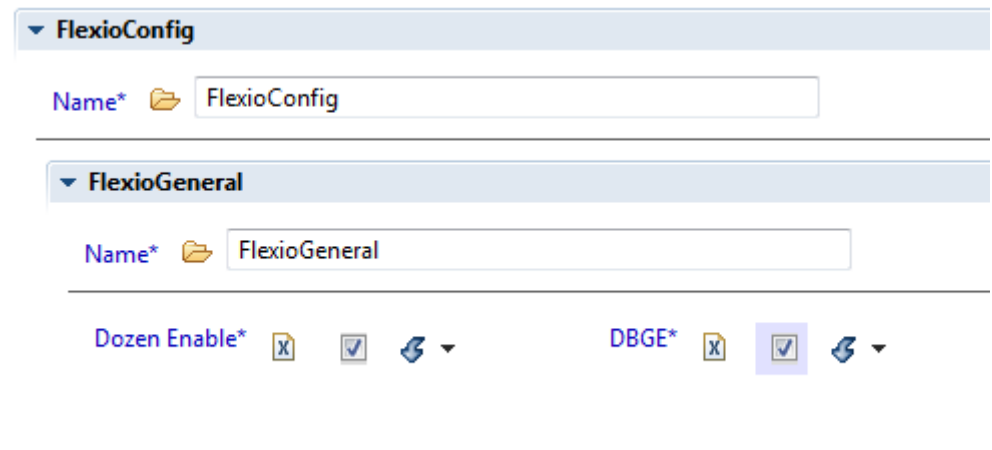 FlexioConfig
Name* FlexioConfig
FlexioGeneral
Name* FlexioGeneral
Dozen Enable* DBGE*